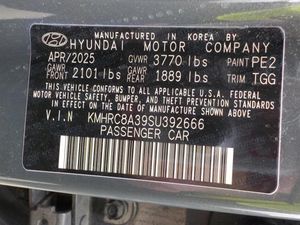 MANUFACTURED IN KOREA BY
HYUNDAI MOTOR COMPANY
APR/2025 GVWR 3770 lbs PAINT PE2
GAWR FRONT 2101 lbs GAWR REAR 1889 lbs TRIM TGG
THIS VEHICLE CONFORMS TO ALL APPLICABLE U.S.A. FEDERAL
MOTOR VEHICLE SAFETY, BUMPER, AND THEFT PREVENTION
STANDARDS IN EFFECT ON THE DATE OF MANUFACTURE SHOWN ABOVE.
V.I.N KMHRC8A39SU392666
PASSENGER CAR